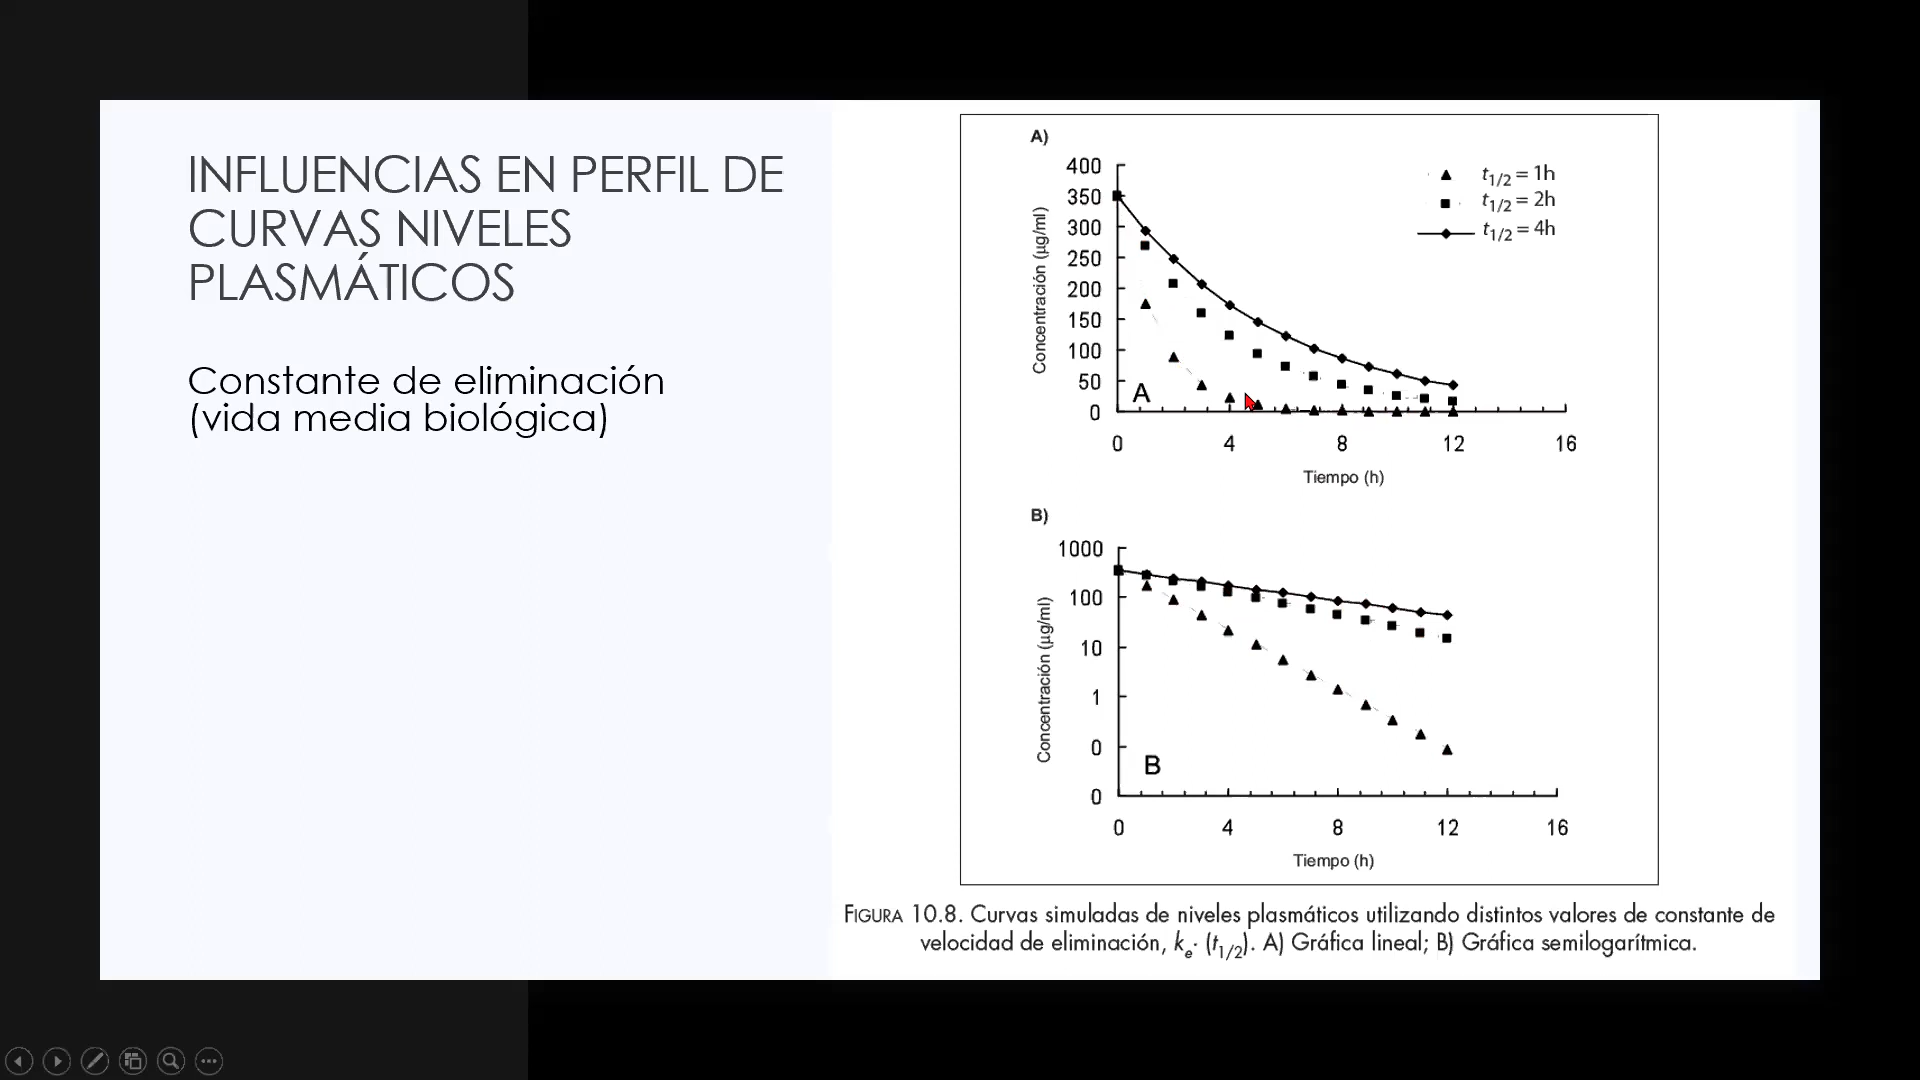 INFLUENCIAS EN PERFIL DE
CURVAS NIVELES
PLASMÁTICOS
Constante de eliminación
(vida media biológica)
A)
400
350
300
250
200
150
100
50
0
Concentración (µg/ml)
t1/2 = 1h
t1/2 = 2h
t1/2 = 4h
A
0 4 8 12 16
Tiempo (h)
B)
1000
100
10
1
0
0
Concentración (µg/ml)
B
0 4 8 12 16
Tiempo (h)
FIGURA 10.8. Curvas simuladas de niveles plasmáticos utilizando distintos valores de constante de
velocidad de eliminación, ke· (t1/2). A) Gráfica lineal; B) Gráfica semilogarítmica.